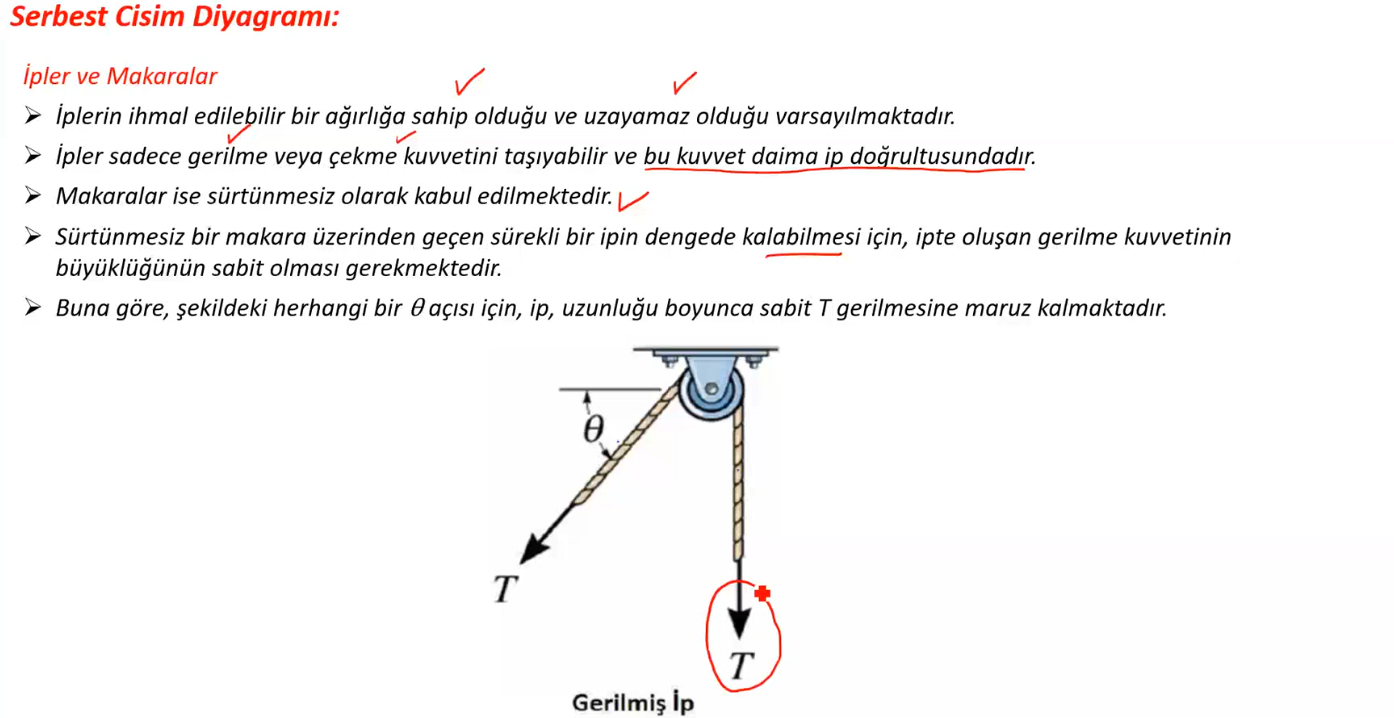 Serbest Cisim Diyagramı:
İpler ve Makaralar
➢ İplerin ihmal edilebilir bir ağırlığa sahip olduğu ve uzayamaz olduğu varsayılmaktadır.
➢ İpler sadece gerilme veya çekme kuvvetini taşıyabilir ve bu kuvvet daima ip doğrultusundadır.
➢ Makaralar ise sürtünmesiz olarak kabul edilmektedir.
➢ Sürtünmesiz bir makara üzerinden geçen sürekli bir ipin dengede kalabilmesi için, ipte oluşan gerilme kuvvetinin
büyüklüğünün sabit olması gerekmektedir.
➢ Buna göre, şekildeki herhangi bir θ açısı için, ip, uzunluğu boyunca sabit T gerilmesine maruz kalmaktadır.
θ
T
T
Gerilmiş İp